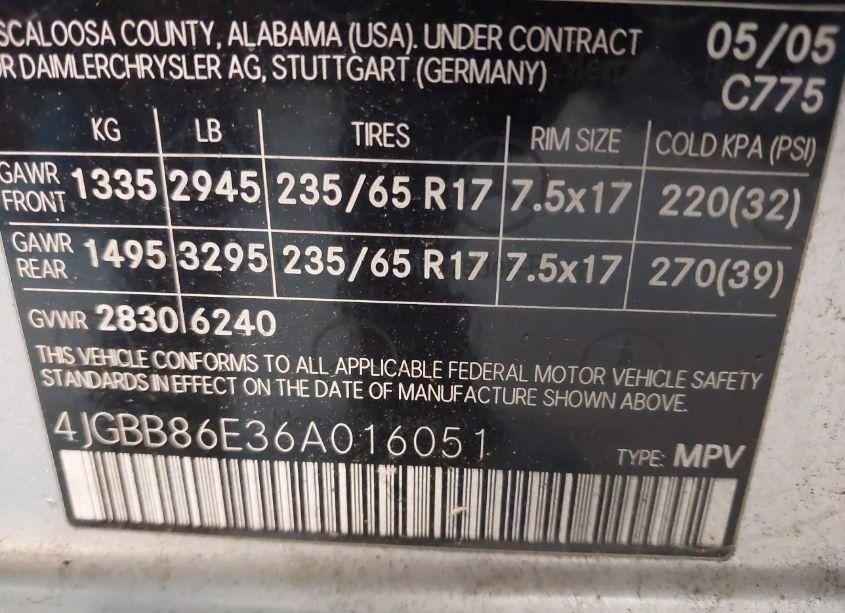 SCALOOSA COUNTY, ALABAMA (USA). UNDER CONTRACT 05/05
OR DAIMLERCHRYSLER AG, STUTTGART (GERMANY) C775
KG LB TIRES RIM SIZE COLD KPA (PSI)
GAWR FRONT 1335 2945 235/65 R17 7.5x17 220(32)
GAWR REAR 1495 3295 235/65 R17 7.5x17 270(39)
GVWR 2830 6240
THIS VEHICLE CONFORMS TO ALL APPLICABLE FEDERAL MOTOR VEHICLE SAFETY
STANDARDS IN EFFECT ON THE DATE OF MANUFACTURE SHOWN ABOVE.
4JGBB86E36A016051 TYPE: MPV